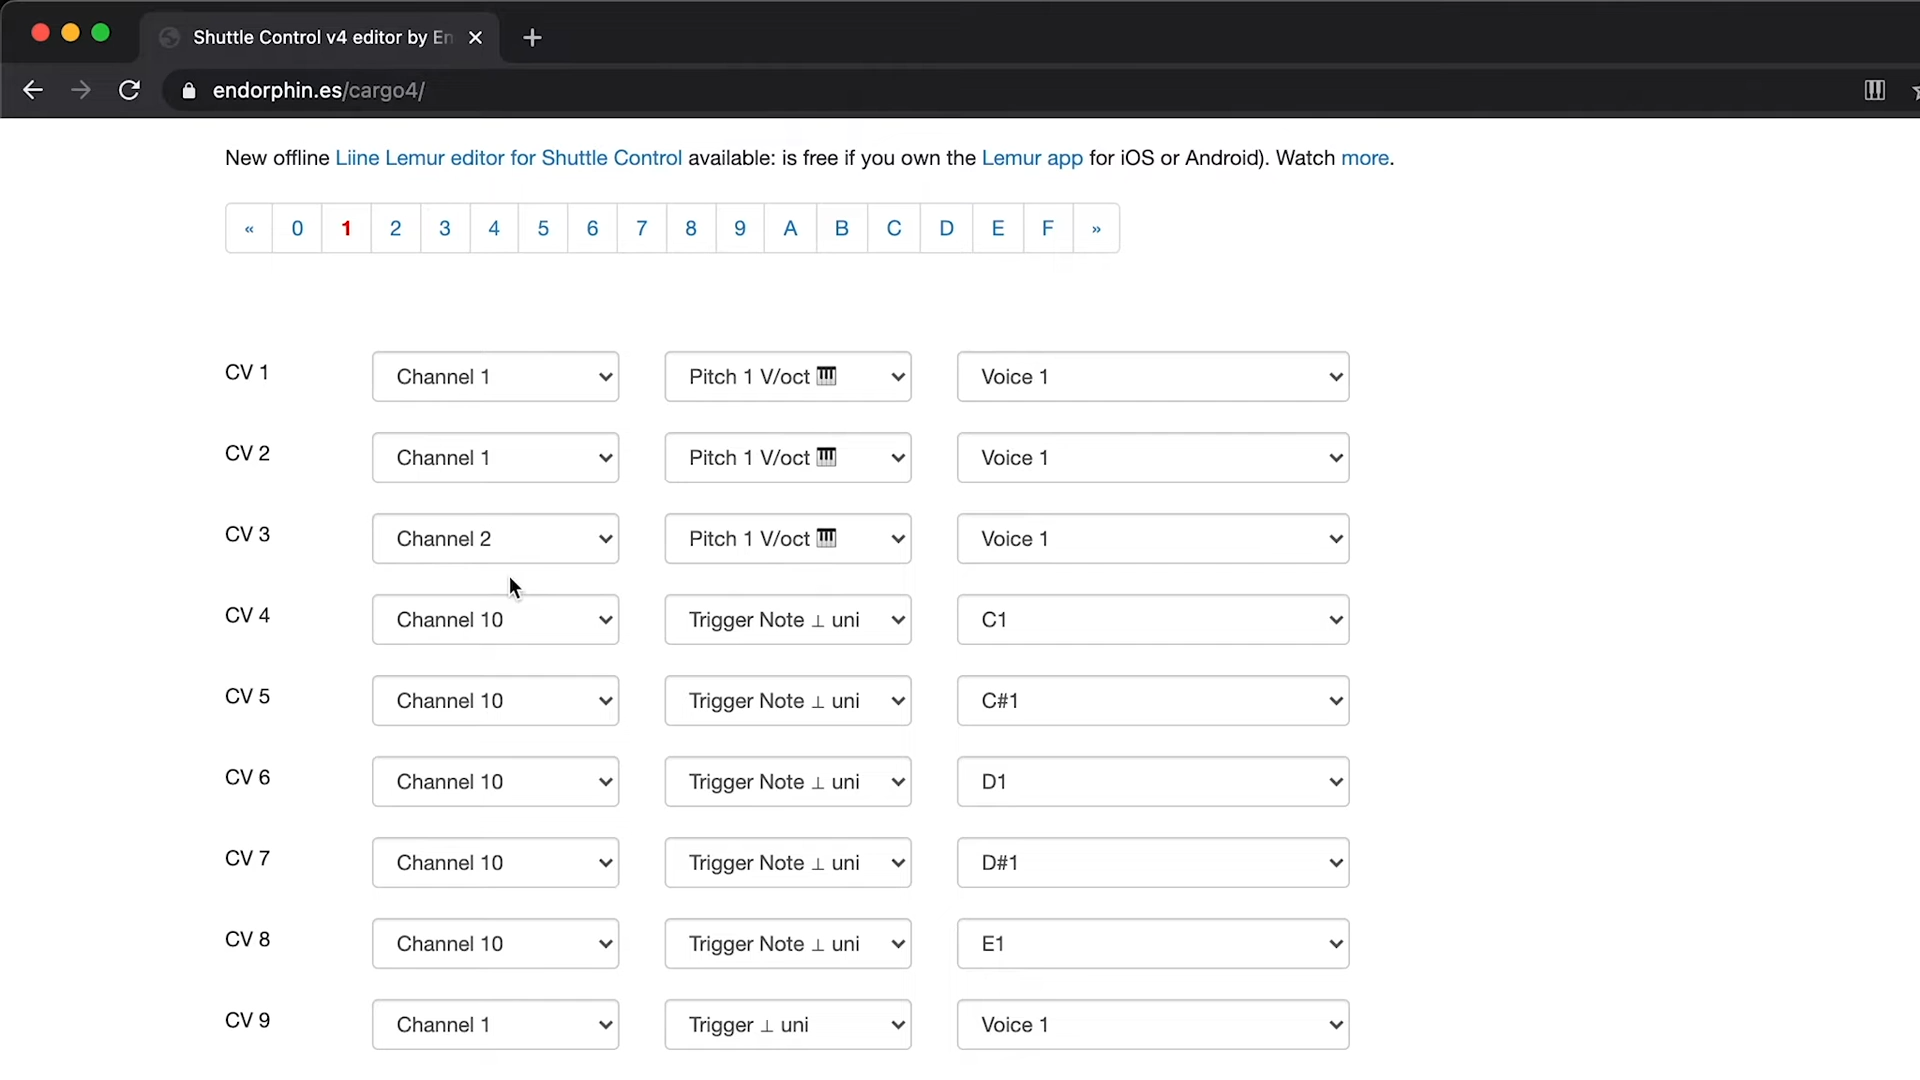 Shuttle Control v4 editor by En
endorphin.es/cargo4/
New offline Liine Lemur editor for Shuttle Control available: is free if you own the Lemur app for iOS or Android). Watch more.
« 0 1 2 3 4 5 6 7 8 9 A B C D E F »
CV 1 Channel 1 Pitch 1 V/oct 🎹 Voice 1
CV 2 Channel 1 Pitch 1 V/oct 🎹 Voice 1
CV 3 Channel 2 Pitch 1 V/oct 🎹 Voice 1
CV 4 Channel 10 Trigger Note ⊥ uni C1
CV 5 Channel 10 Trigger Note ⊥ uni C#1
CV 6 Channel 10 Trigger Note ⊥ uni D1
CV 7 Channel 10 Trigger Note ⊥ uni D#1
CV 8 Channel 10 Trigger Note ⊥ uni E1
CV 9 Channel 1 Trigger ⊥ uni Voice 1